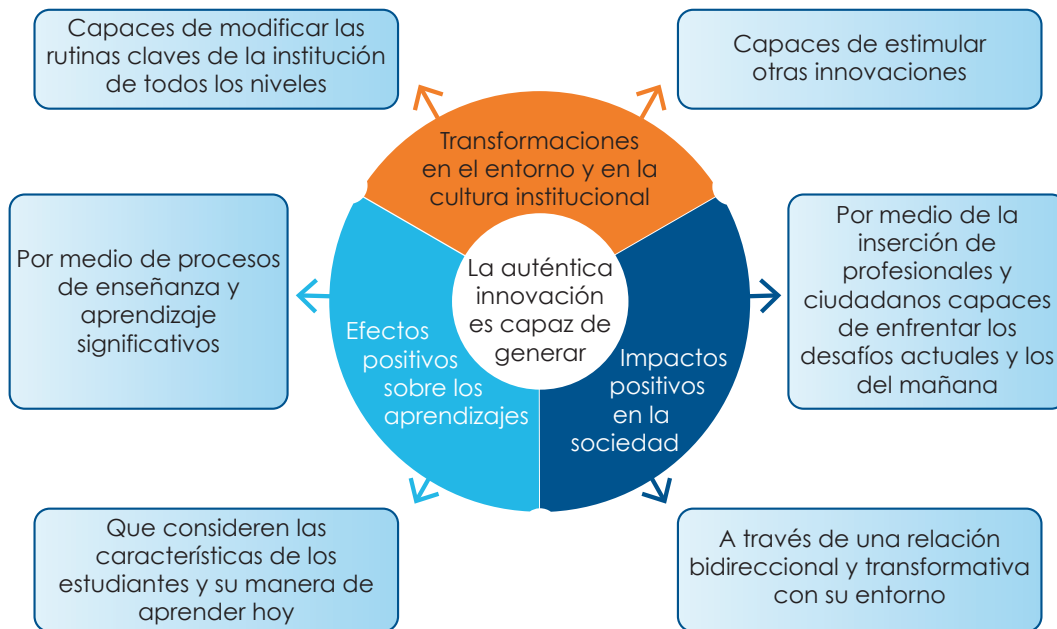 Capaces de modificar las
rutinas claves de la institución
de todos los niveles
Capaces de estimular
otras innovaciones
Transformaciones
en el entorno y en la
cultura institucional
Por medio de procesos
de enseñanza y
aprendizaje
significativos
La auténtica
innovación
es capaz de
generar
Por medio de la
inserción de
profesionales y
ciudadanos capaces
de enfrentar los
desafíos actuales y los
del mañana
Efectos
positivos
sobre los
aprendizajes
Impactos
positivos
en la
sociedad
Que consideren las
características de los
estudiantes y su manera de
aprender hoy
A través de una relación
bidireccional y transformativa
con su entorno